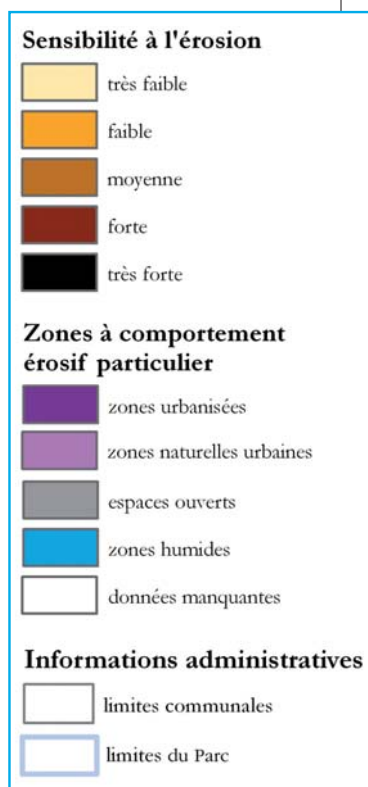 Sensibilité à l'érosion
très faible
faible
moyenne
forte
très forte
Zones à comportement
érosif particulier
zones urbanisées
zones naturelles urbaines
espaces ouverts
zones humides
données manquantes
Informations administratives
limites communales
limites du Parc